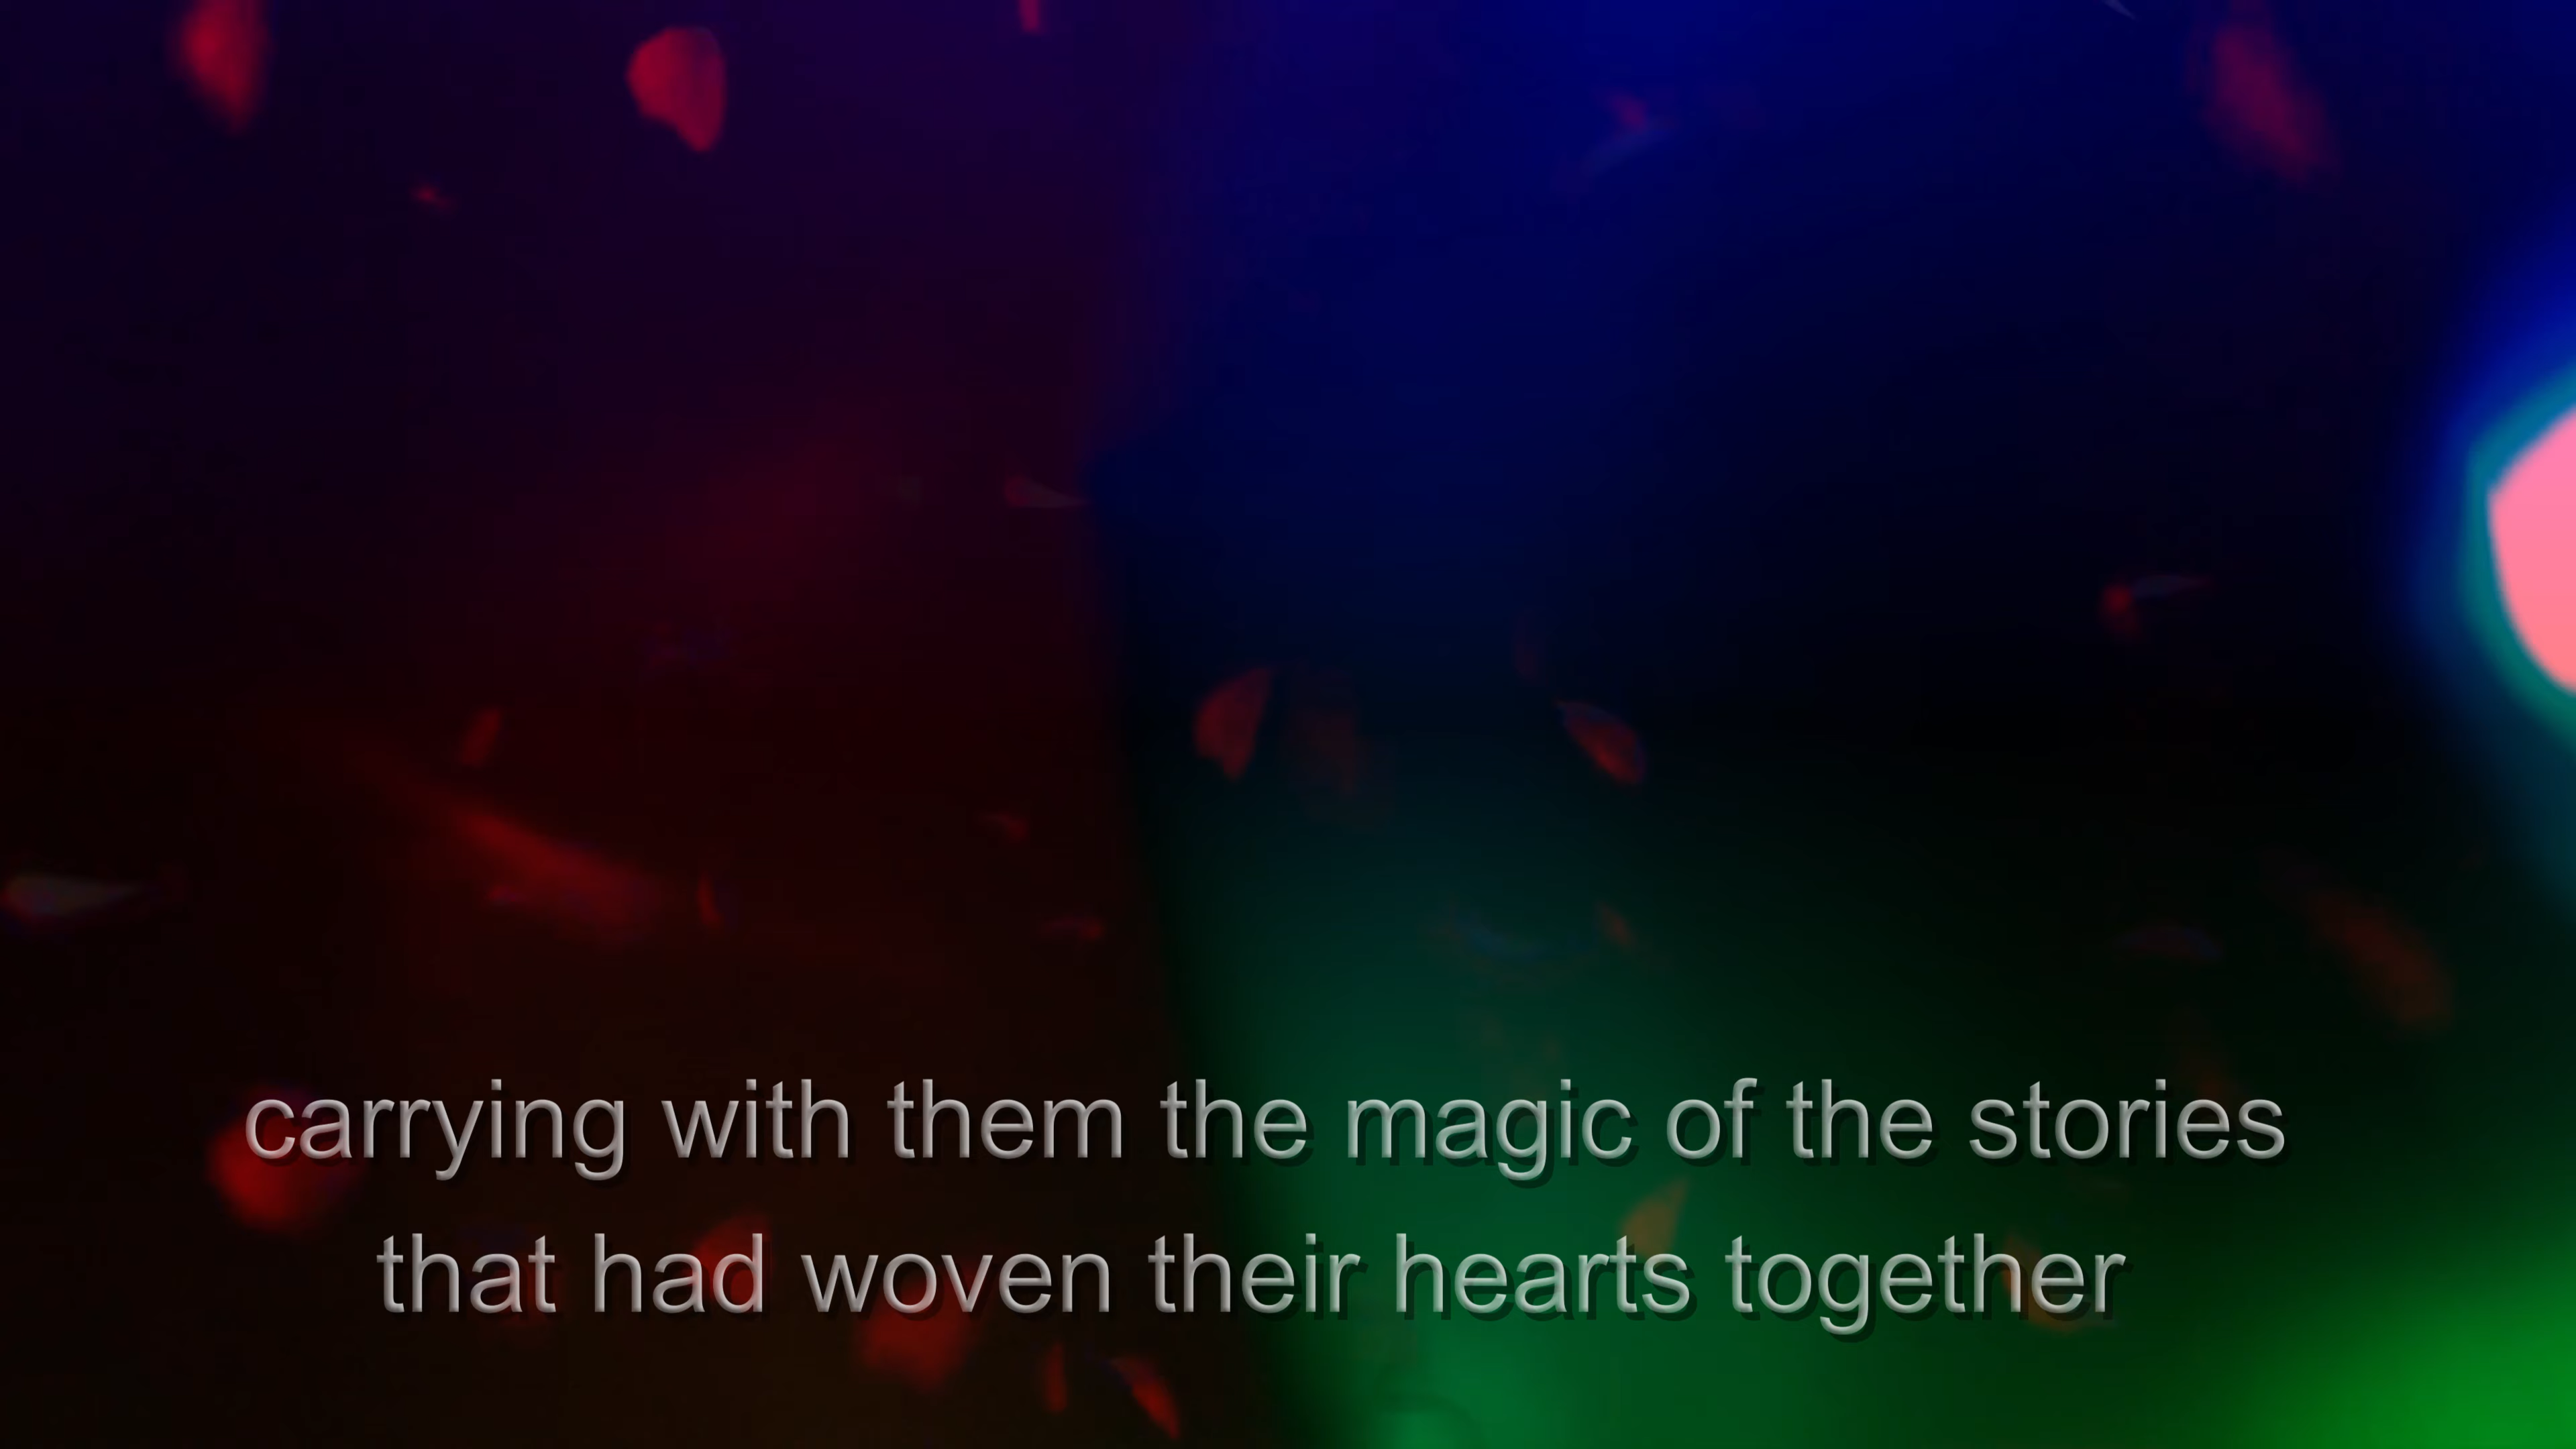 carrying with them the magic of the stories
that had woven their hearts together